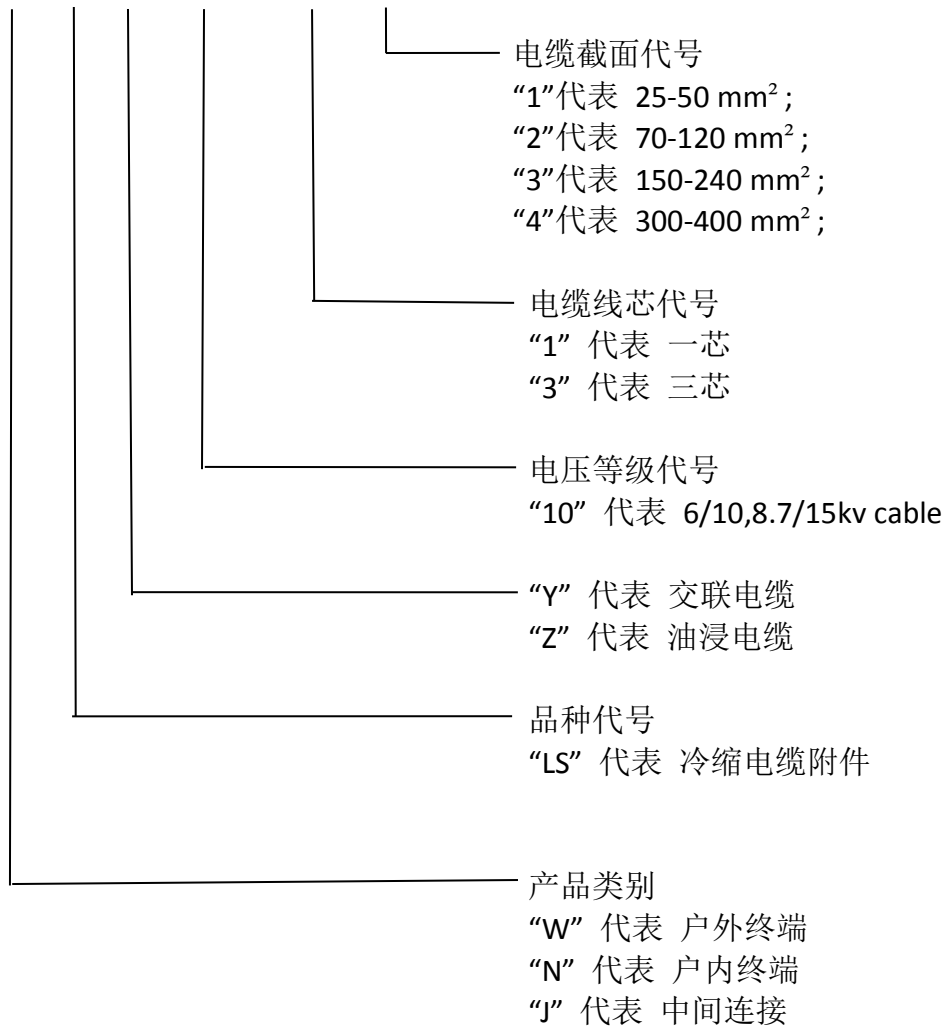 电缆截面代号
“1”代表 25-50 mm²;
“2”代表 70-120 mm²;
“3”代表 150-240 mm²;
“4”代表 300-400 mm²;
电缆线芯代号
“1” 代表 一芯
“3” 代表 三芯
电压等级代号
“10” 代表 6/10,8.7/15kv cable
“Y” 代表 交联电缆
“Z” 代表 油浸电缆
品种代号
“LS” 代表 冷缩电缆附件
产品类别
“W” 代表 户外终端
“N” 代表 户内终端
“J” 代表 中间连接